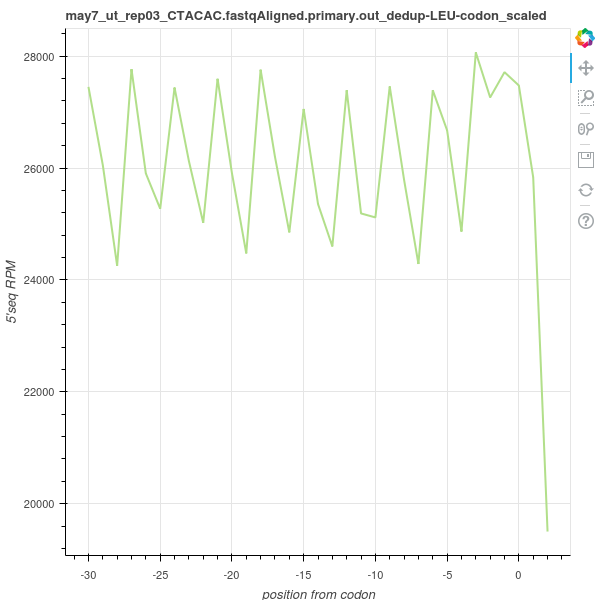 may7_ut_rep03_CTACAC.fastqAligned.primary.out_dedup-LEU-codon_scaled
28000
26000
24000
22000
20000
5'seq RPM
-30 -25 -20 -15 -10 -5 0
position from codon